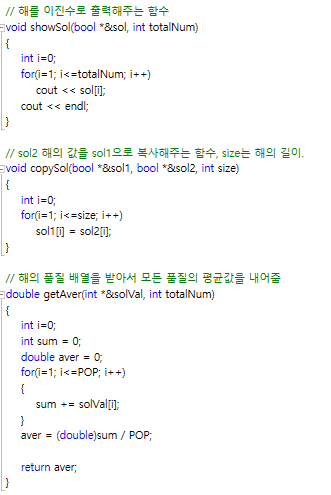 // 해를 이진수로 출력해주는 함수
void showSol(bool *&sol, int totalNum)
{
int i=0;
for(i=1; i<=totalNum; i++)
cout << sol[i];
cout << endl;
}
// sol2 해의 값을 sol1으로 복사해주는 함수, size는 해의 길이.
void copySol(bool *&sol1, bool *&sol2, int size)
{
int i=0;
for(i=1; i<=size; i++)
sol1[i] = sol2[i];
}
// 해의 품질 배열을 받아서 모든 품질의 평균값을 내어줌
double getAver(int *&solVal, int totalNum)
{
int i=0;
int sum = 0;
double aver = 0;
for(i=1; i<=POP; i++)
{
sum += solVal[i];
}
aver = (double)sum / POP;
return aver;
}